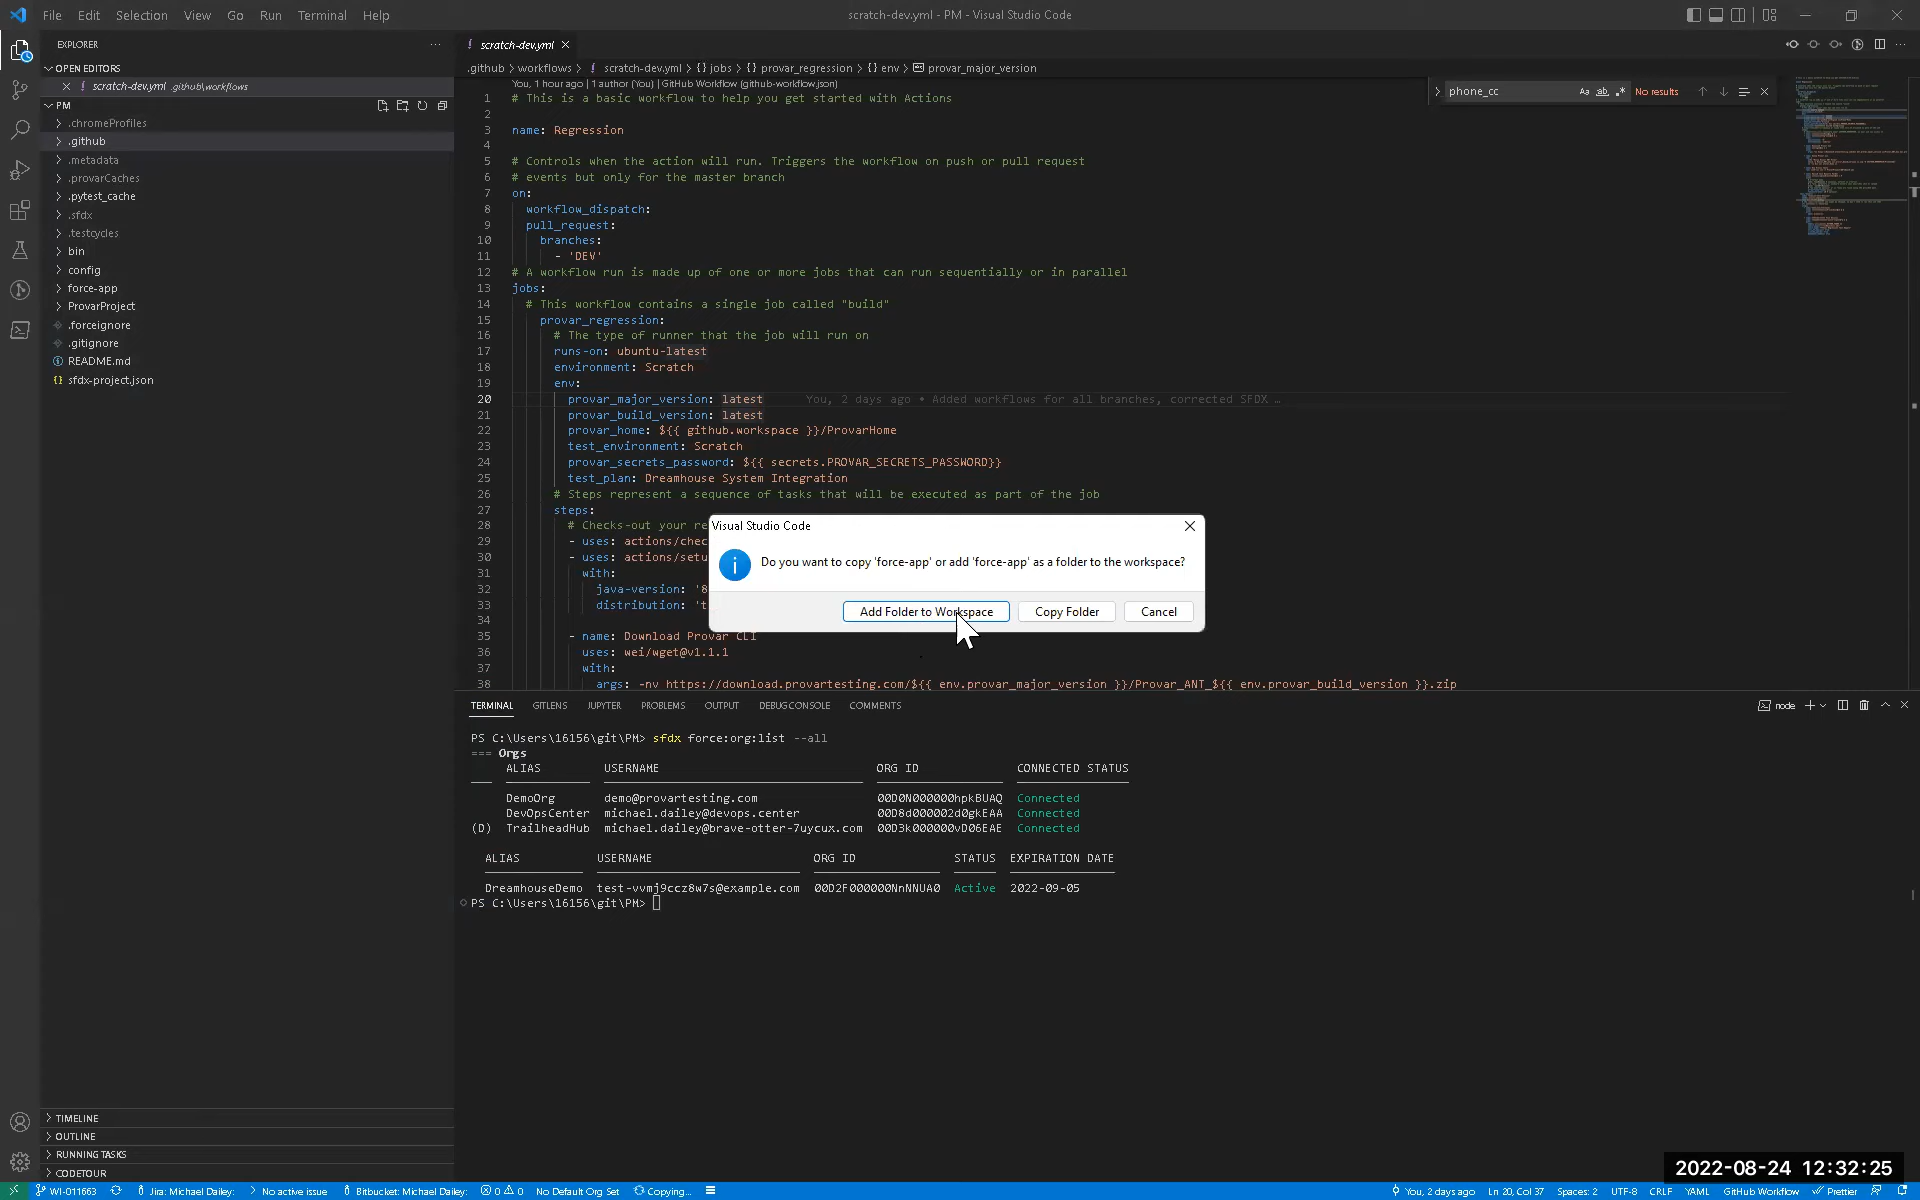 File Edit Selection View Go Run Terminal Help
scratch-dev.yml - PM - Visual Studio Code
EXPLORER
OPEN EDITORS
! scratch-dev.yml .github\workflows
PM
.chromeProfiles
.github
.metadata
.provarCaches
.pytest_cache
.sfdx
.testcycles
bin
config
force-app
ProvarProject
.forceignore
.gitignore
README.md
{} sfdx-project.json
TIMELINE
OUTLINE
RUNNING TASKS
CODETOUR
! scratch-dev.yml
.github > workflows > ! scratch-dev.yml > {} jobs > {} provar_regression > {} env > provar_major_version
You, 1 hour ago | 1 author (You) | GitHub Workflow (github-workflow.json)
phone_cc Aa ab .* No results
1 # This is a basic workflow to help you get started with Actions
2
3 name: Regression
4
5 # Controls when the action will run. Triggers the workflow on push or pull request
6 # events but only for the master branch
7 on:
8 workflow_dispatch:
9 pull_request:
10 branches:
11 - 'DEV'
12 # A workflow run is made up of one or more jobs that can run sequentially or in parallel
13 jobs:
14 # This workflow contains a single job called "build"
15 provar_regression:
16 # The type of runner that the job will run on
17 runs-on: ubuntu-latest
18 environment: Scratch
19 env:
20 provar_major_version: latest You, 2 days ago • Added workflows for all branches, corrected SFDX …
21 provar_build_version: latest
22 provar_home: ${{ github.workspace }}/ProvarHome
23 test_environment: Scratch
24 provar_secrets_password: ${{ secrets.PROVAR_SECRETS_PASSWORD}}
25 test_plan: Dreamhouse System Integration
26 # Steps represent a sequence of tasks that will be executed as part of the job
27 steps:
28 # Checks-out your re
29 - uses: actions/chec
30 - uses: actions/setu
31 with:
32 java-version: '8
33 distribution: 't
34
35 - name: Download Provar CLI
36 uses: wei/wget@v1.1.1
37 with:
38 args: -nv https://download.provartesting.com/${{ env.provar_major_version }}/Provar_ANT_${{ env.provar_build_version }}.zip
Visual Studio Code
Do you want to copy 'force-app' or add 'force-app' as a folder to the workspace?
Add Folder to Workspace Copy Folder Cancel
TERMINAL GITLENS JUPYTER PROBLEMS OUTPUT DEBUG CONSOLE COMMENTS
node
PS C:\Users\16156\git\PM> sfdx force:org:list --all
=== Orgs
ALIAS USERNAME ORG ID CONNECTED STATUS
DemoOrg demo@provartesting.com 00D0N000000hpkBUAQ Connected
DevOpsCenter michael.dailey@devops.center 00D8d000002d0gkEAA Connected
(D) TrailheadHub michael.dailey@brave-otter-7uycux.com 00D3k000000vD06EAE Connected
ALIAS USERNAME ORG ID STATUS EXPIRATION DATE
DreamhouseDemo test-vvmj9ccz8w7s@example.com 00D2F000000NnNNUA0 Active 2022-09-05
PS C:\Users\16156\git\PM>
2022-08-24 12:32:25
WI-011663 Jira: Michael Dailey: No active issue Bitbucket: Michael Dailey: 0 0 No Default Org Set Copying... You, 2 days ago Ln 20, Col 37 Spaces: 2 UTF-8 CRLF YAML GitHub Workflow Prettier